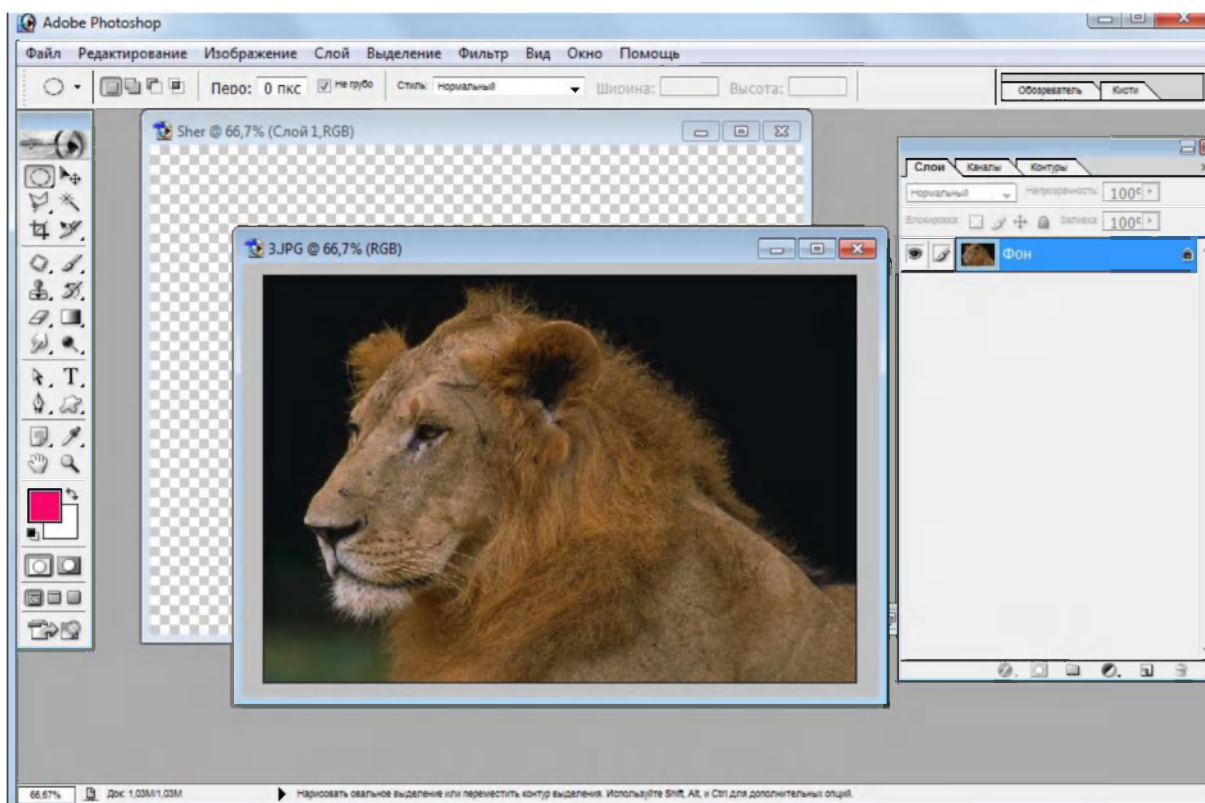 Adobe Photoshop
Файл Редактирование Изображение Слой Выделение Фильтр Вид Окно Помощь
Перо: 0 пкс Не грубо Стиль: Нормальный Ширина: Высота: Обозреватель Кисти
Sher @ 66,7% (Слой 1,RGB)
3.JPG @ 66,7% (RGB)
Слои Каналы Контуры
Нормальный Непрозрачность: 100
Блокировка: Заливка: 100
Фон
T
66,67% Док: 1,03M/1,03M Нарисовать овальное выделение или переместить контур выделения. Используйте Shift, Alt, и Ctrl для дополнительных опций.